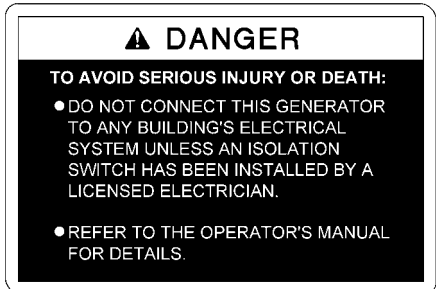 DANGER
TO AVOID SERIOUS INJURY OR DEATH:
● DO NOT CONNECT THIS GENERATOR
TO ANY BUILDING'S ELECTRICAL
SYSTEM UNLESS AN ISOLATION
SWITCH HAS BEEN INSTALLED BY A
LICENSED ELECTRICIAN.
● REFER TO THE OPERATOR'S MANUAL
FOR DETAILS.